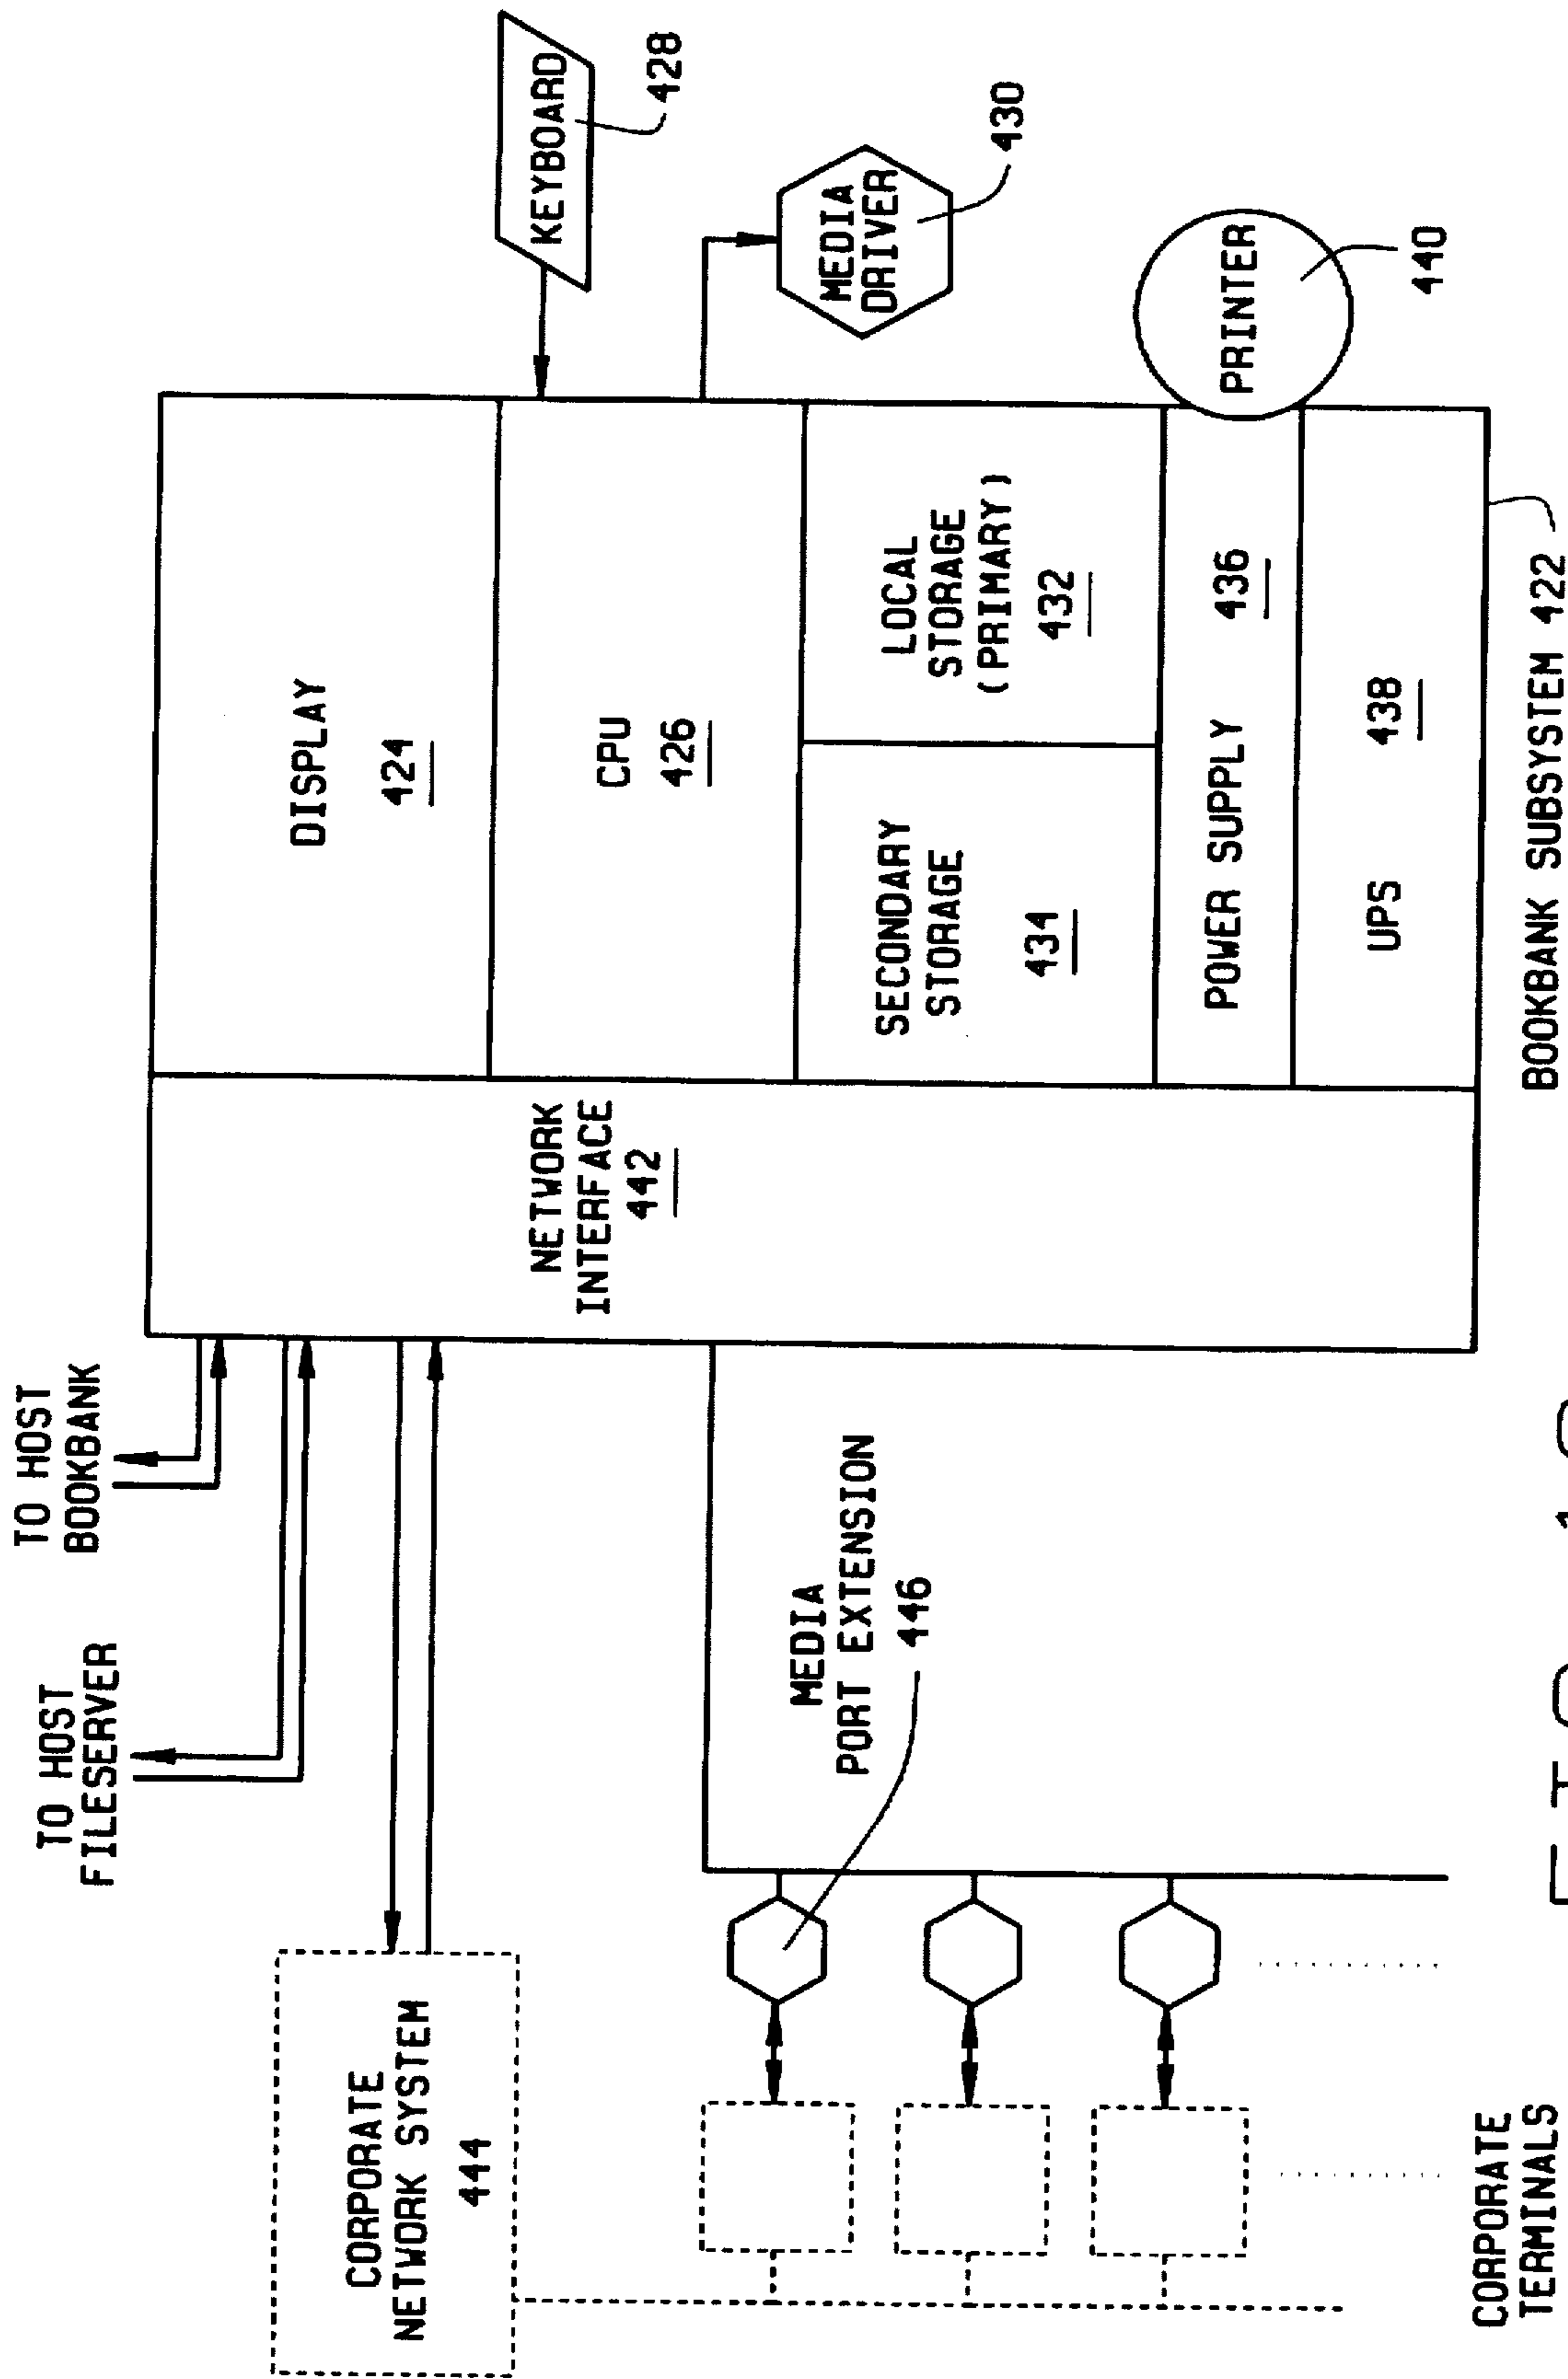 TO HOST
BOOKBANK
TO HOST
FILESERVER
CORPORATE
NETWORK SYSTEM
444
MEDIA
PORT EXTENSION
446
CORPORATE
TERMINALS
NETWORK
INTERFACE
442
DISPLAY
424
CPU
426
SECONDARY
STORAGE
434
LOCAL
STORAGE
(PRIMARY)
432
POWER SUPPLY 436
UPS 438
KEYBOARD
428
MEDIA
DRIVER
430
PRINTER
440
BOOKBANK SUBSYSTEM 422